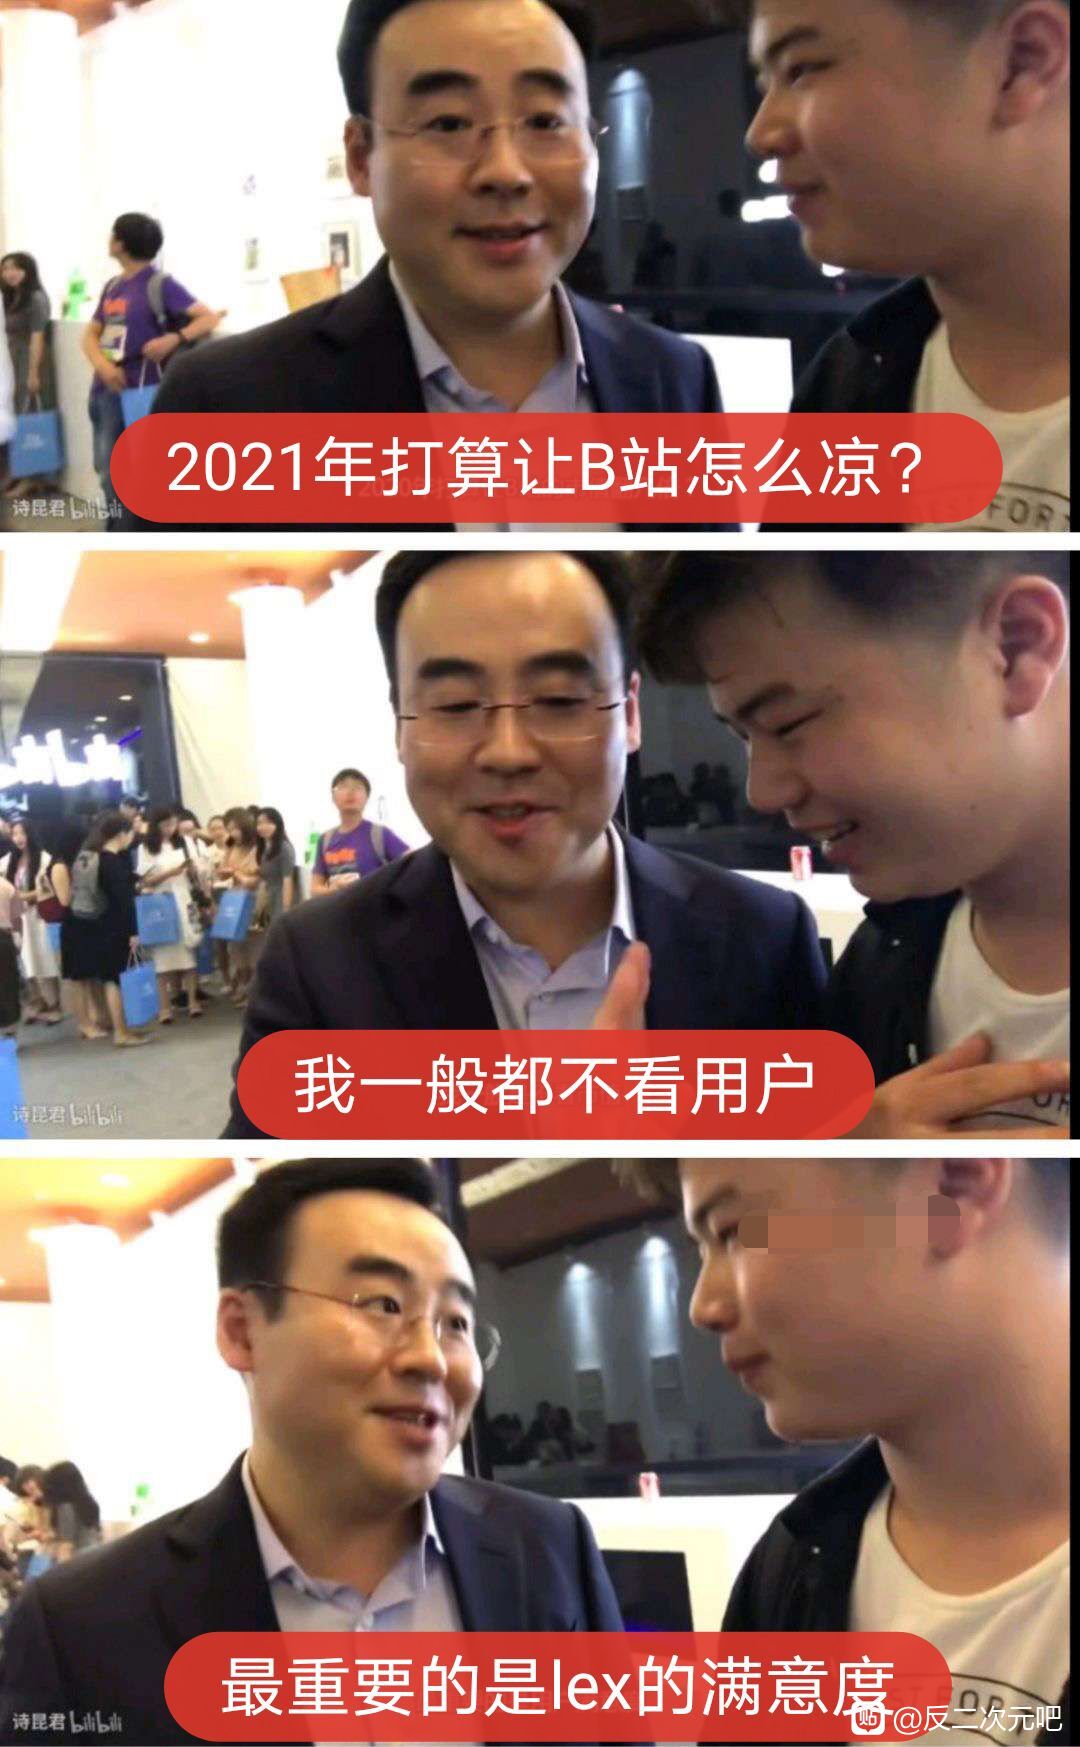 2021年打算让B站怎么凉?
诗昆君 bilibili
我一般都不看用户
诗昆君 bilibili
最重要的是lex的满意度
诗昆君 bilibili
贴 @反二次元吧